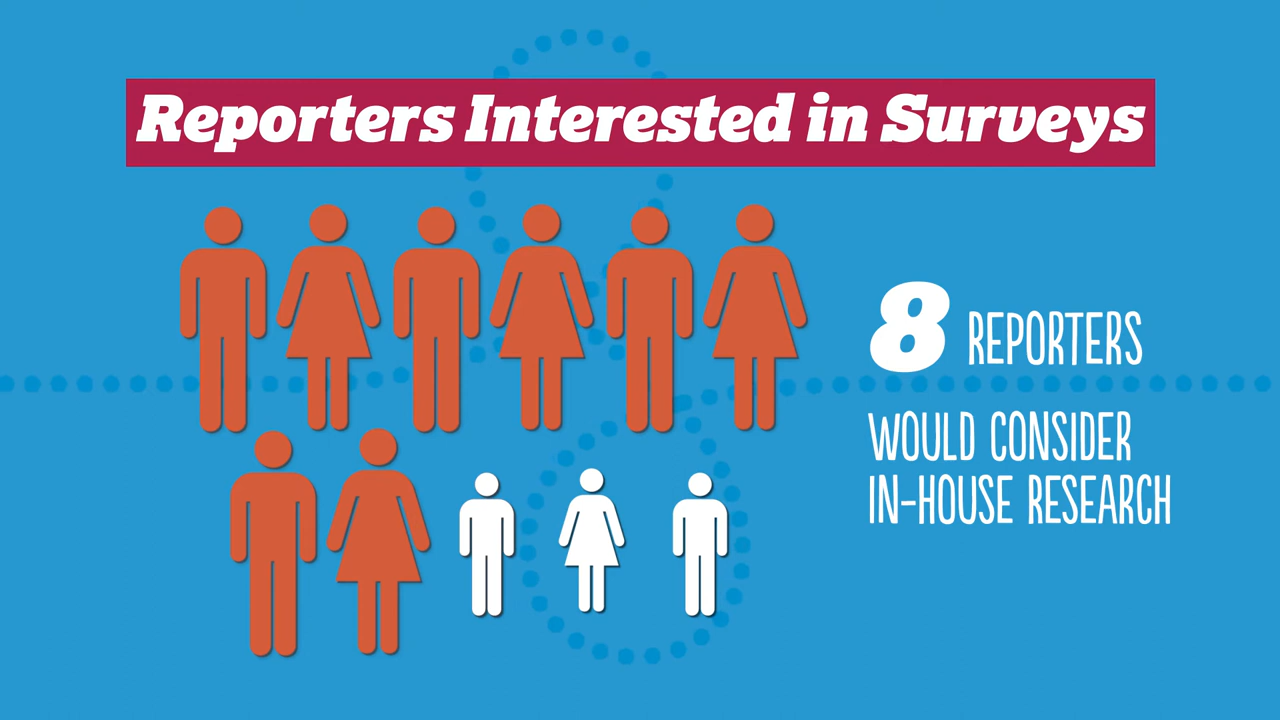 Reporters Interested in Surveys
8 REPORTERS
WOULD CONSIDER
IN-HOUSE RESEARCH